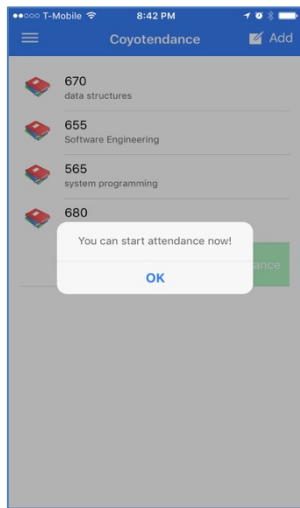 T-Mobile 8:42 PM
Coyotendance Add
670
data structures
655
Software Engineering
565
system programming
680
You can start attendance now!
OK